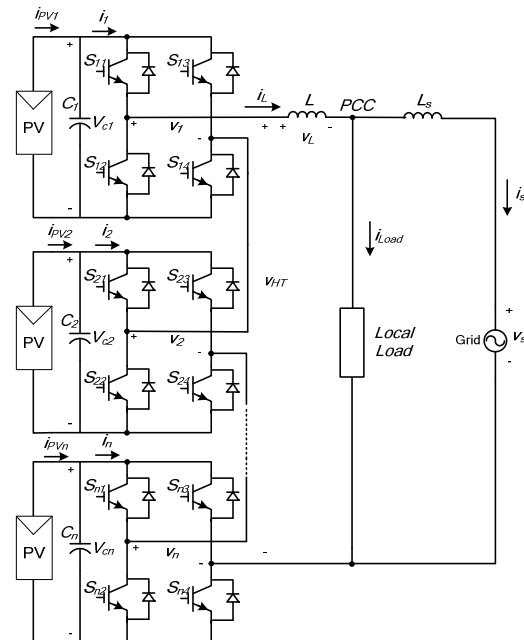 iPV1 i1
S11 S13
iL L PCC Ls
C1
PV Vc1 + v1 - + + vL -
S12 S14
is
iPV2 i2
iLoad
S21 S23
vHT
C2
PV Vc2 + v2 -
Local
Load
Grid + vs -
S22 S24
iPVn in
Sn1 Sn3
Cn
PV Vcn + vn - -
Sn2 Sn4